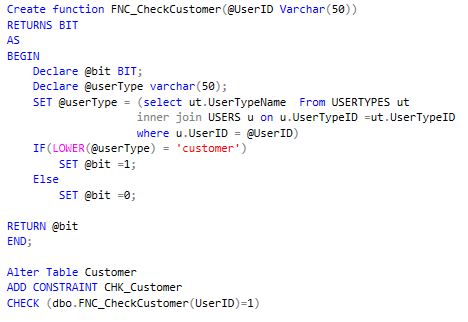 Create function FNC_CheckCustomer(@UserID Varchar(50))
RETURNS BIT
AS
BEGIN
    Declare @bit BIT;
    Declare @userType varchar(50);
    SET @userType = (select ut.UserTypeName  From USERTYPES ut
                    inner join USERS u on u.UserTypeID =ut.UserTypeID
                    where u.UserID = @UserID)
    IF(LOWER(@userType) = 'customer')
        SET @bit =1;
    Else
        SET @bit =0;

RETURN @bit
END;

Alter Table Customer
ADD CONSTRAINT CHK_Customer
CHECK (dbo.FNC_CheckCustomer(UserID)=1)